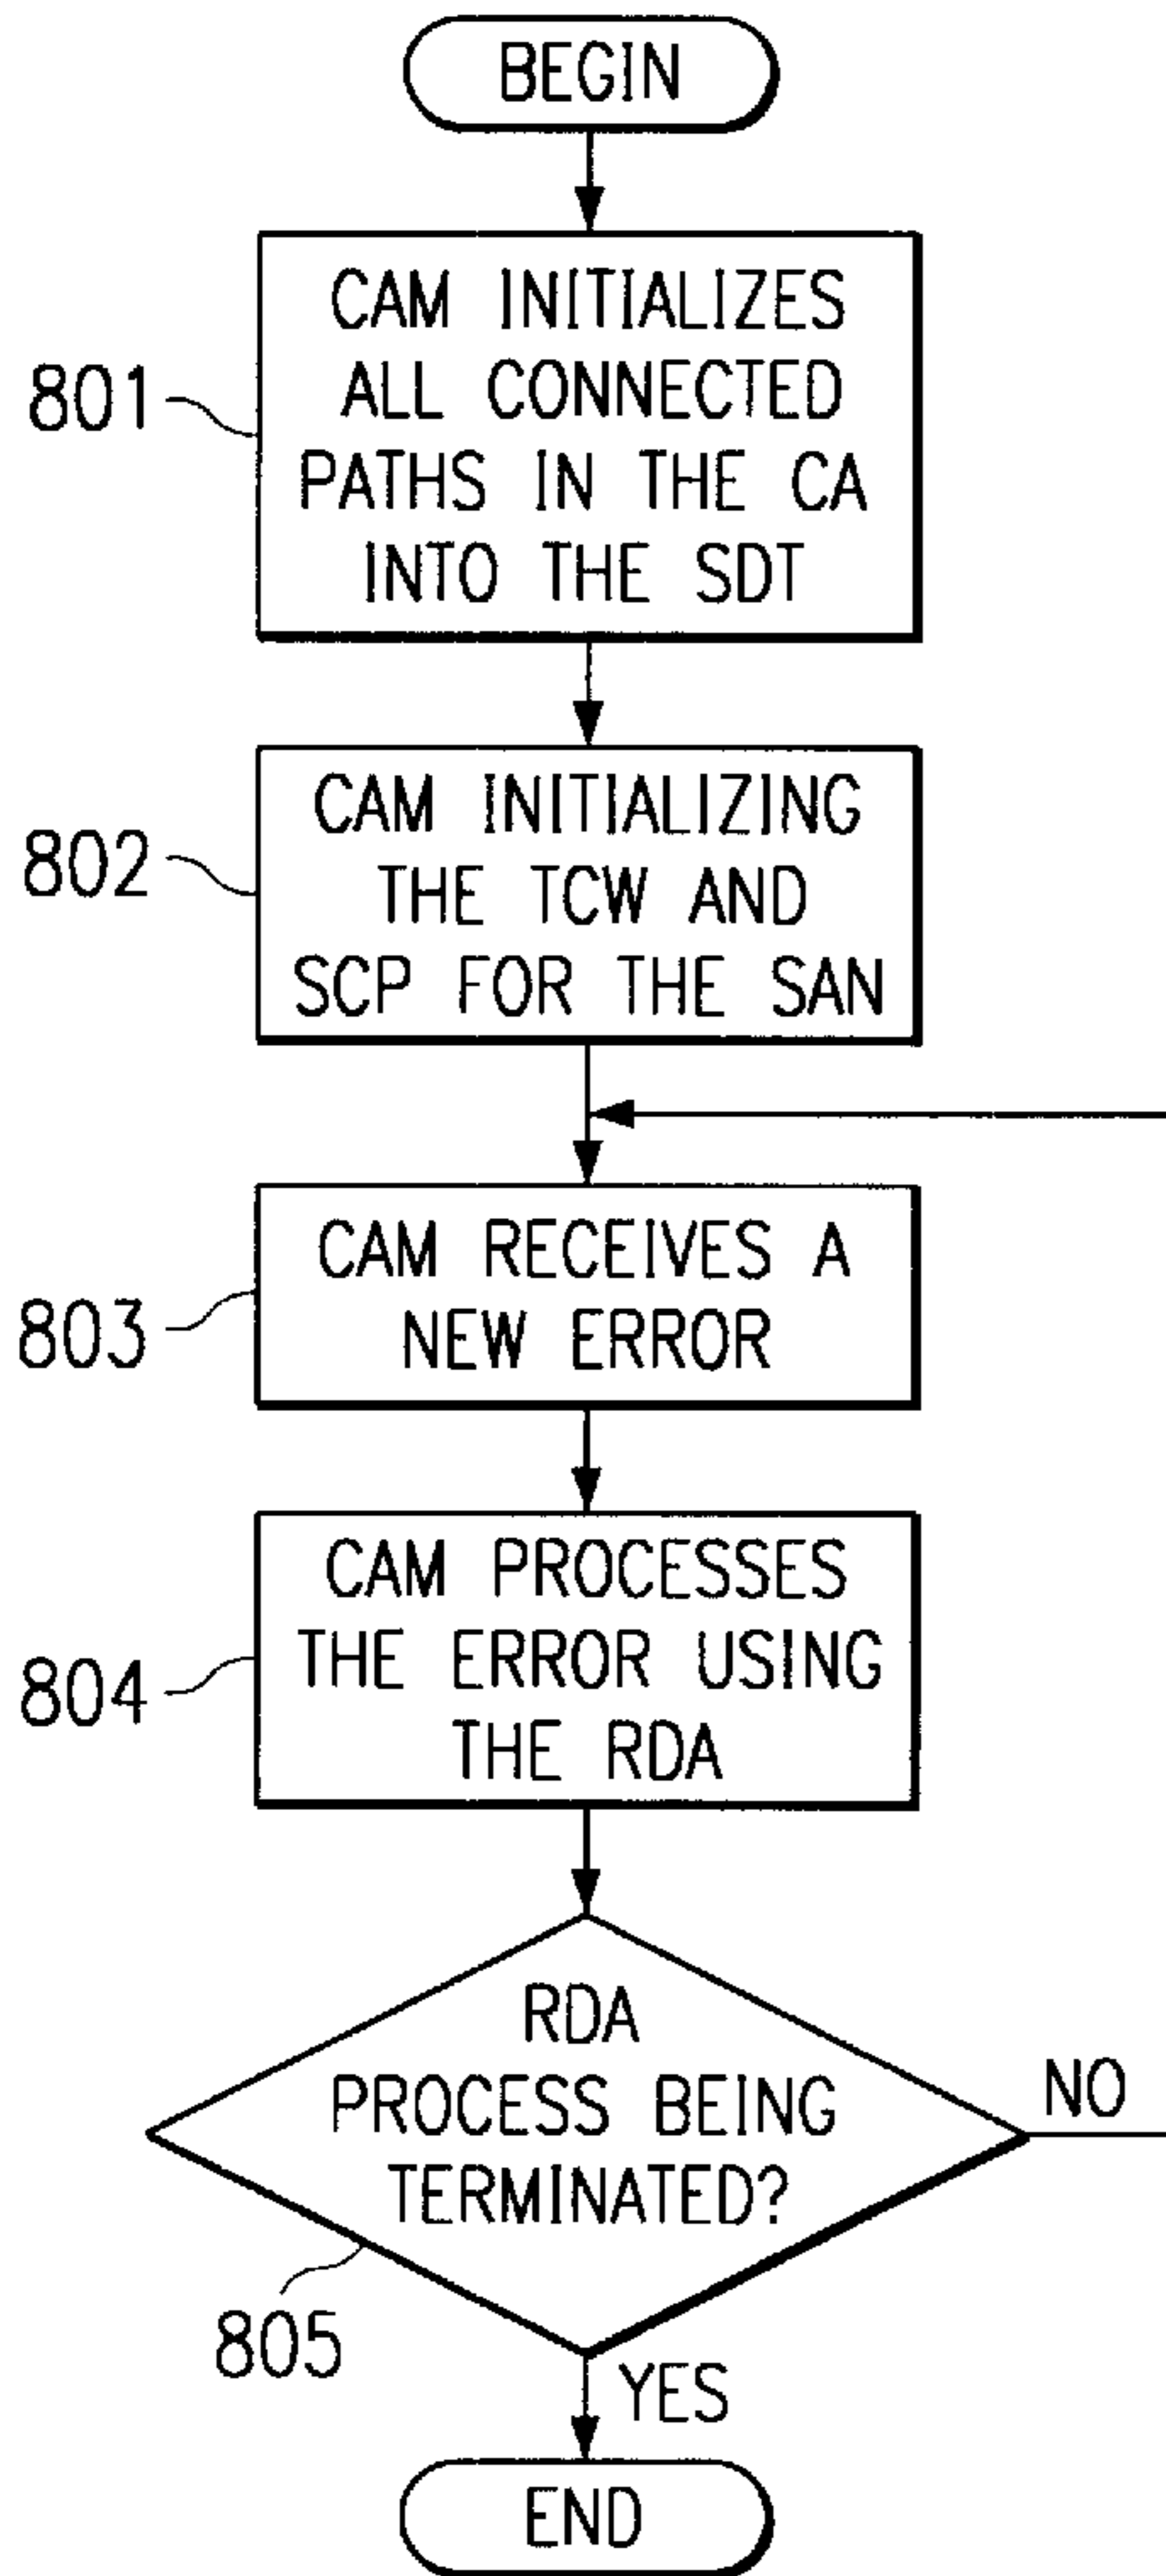 BEGIN
CAM INITIALIZES
ALL CONNECTED
PATHS IN THE CA
INTO THE SDT
801
CAM INITIALIZING
THE TCW AND
SCP FOR THE SAN
802
CAM RECEIVES A
NEW ERROR
803
CAM PROCESSES
THE ERROR USING
THE RDA
804
RDA
PROCESS BEING
TERMINATED?
NO
805
YES
END